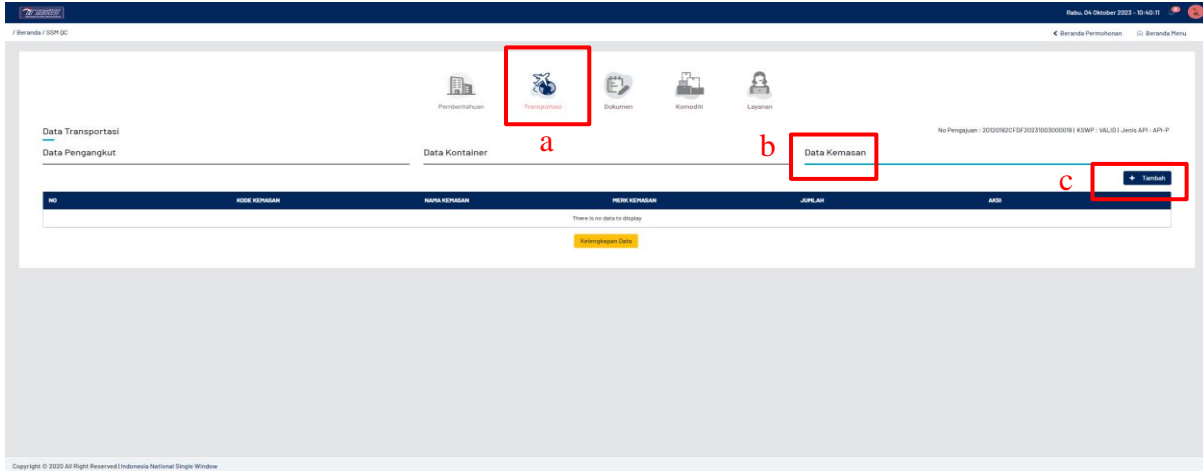 Rabu, 04 Oktober 2023 - 10:40:11
/ Beranda / SSM QC
Beranda Permohonan
Beranda Menu
Pemberitahuan
Transportasi
Dokumen
Komoditi
Layanan
a
Data Transportasi
No Pengajuan : 20120192CFDF20231003000019 | KSWP : VALID | Jenis API : API-P
Data Pengangkut
Data Kontainer
b
Data Kemasan
c
+ Tambah
NO KODE KEMASAN NAMA KEMASAN MERK KEMASAN JUMLAH AKSI
There is no data to display
Kelengkapan Data
Copyright © 2020 All Right Reserved | Indonesia National Single Window